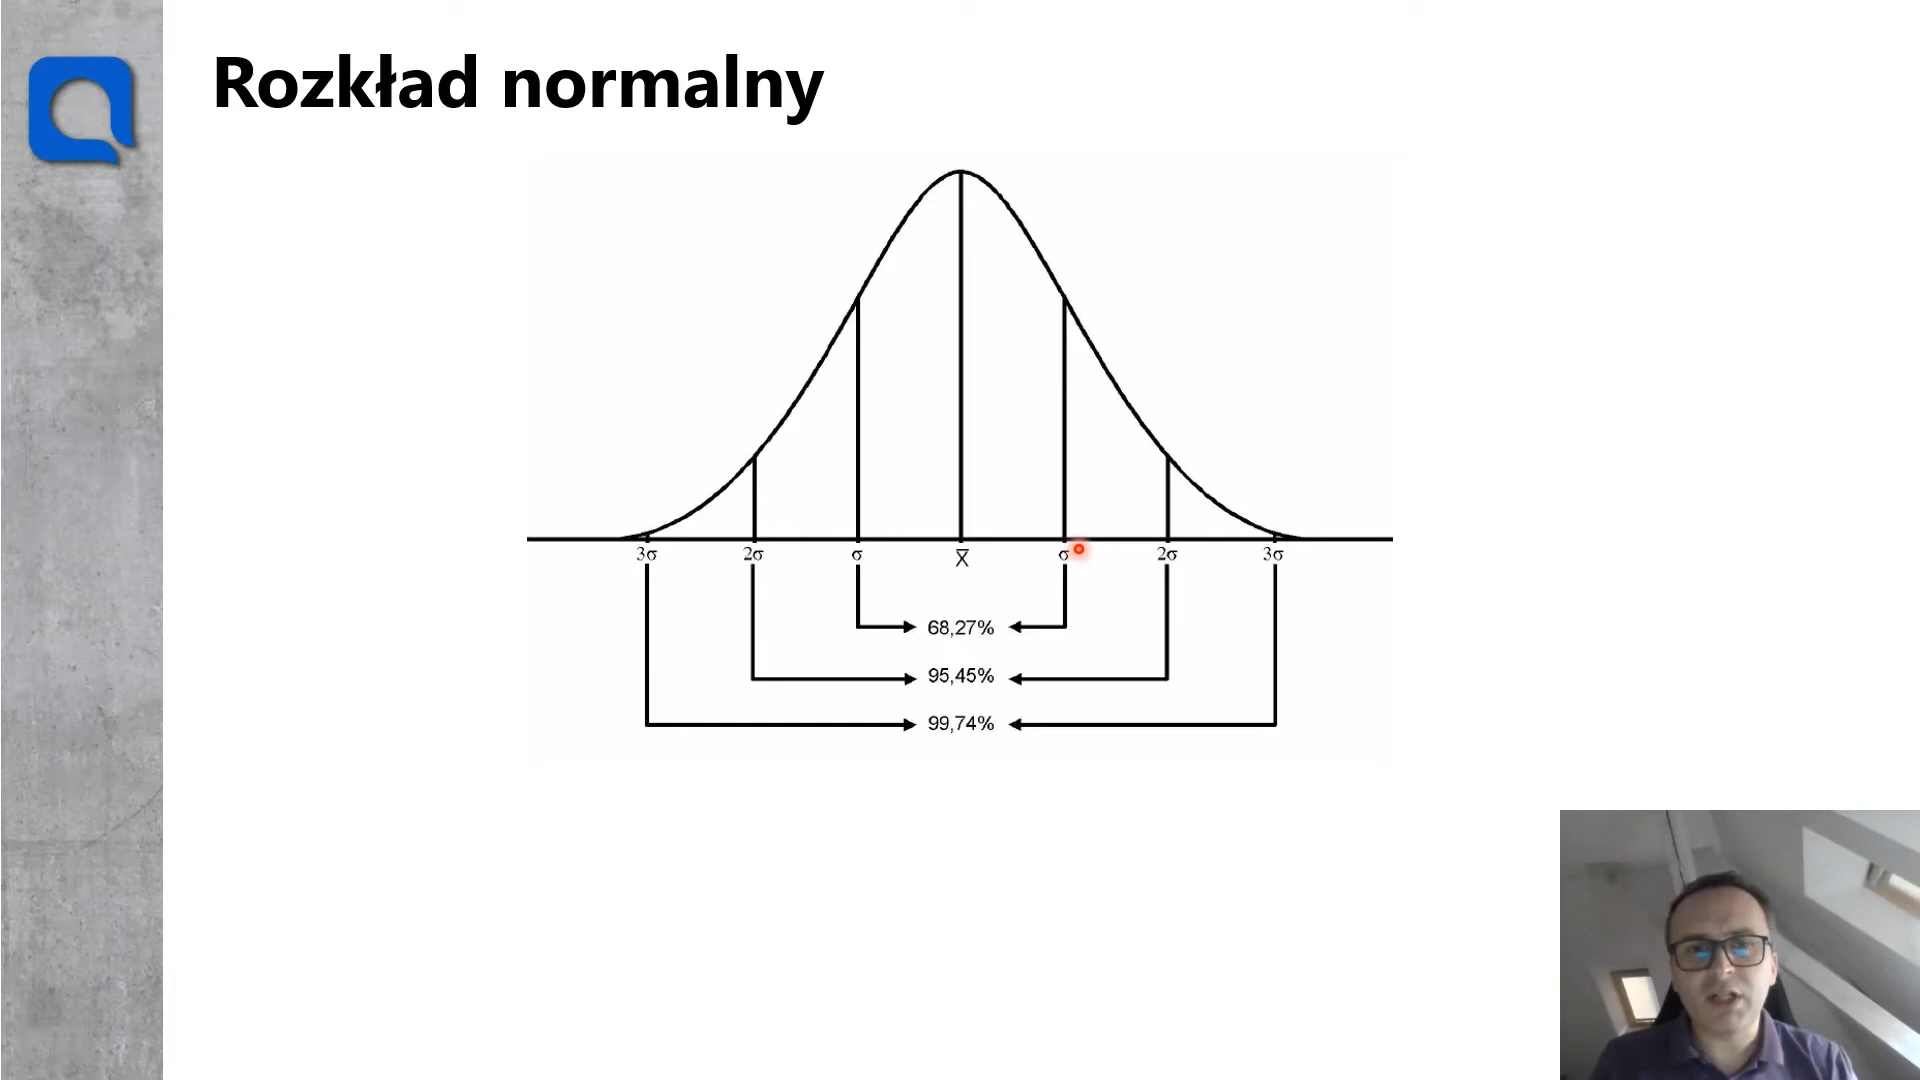 Rozkład normalny
3σ 2σ σ X̅ σ 2σ 3σ
68,27%
95,45%
99,74%